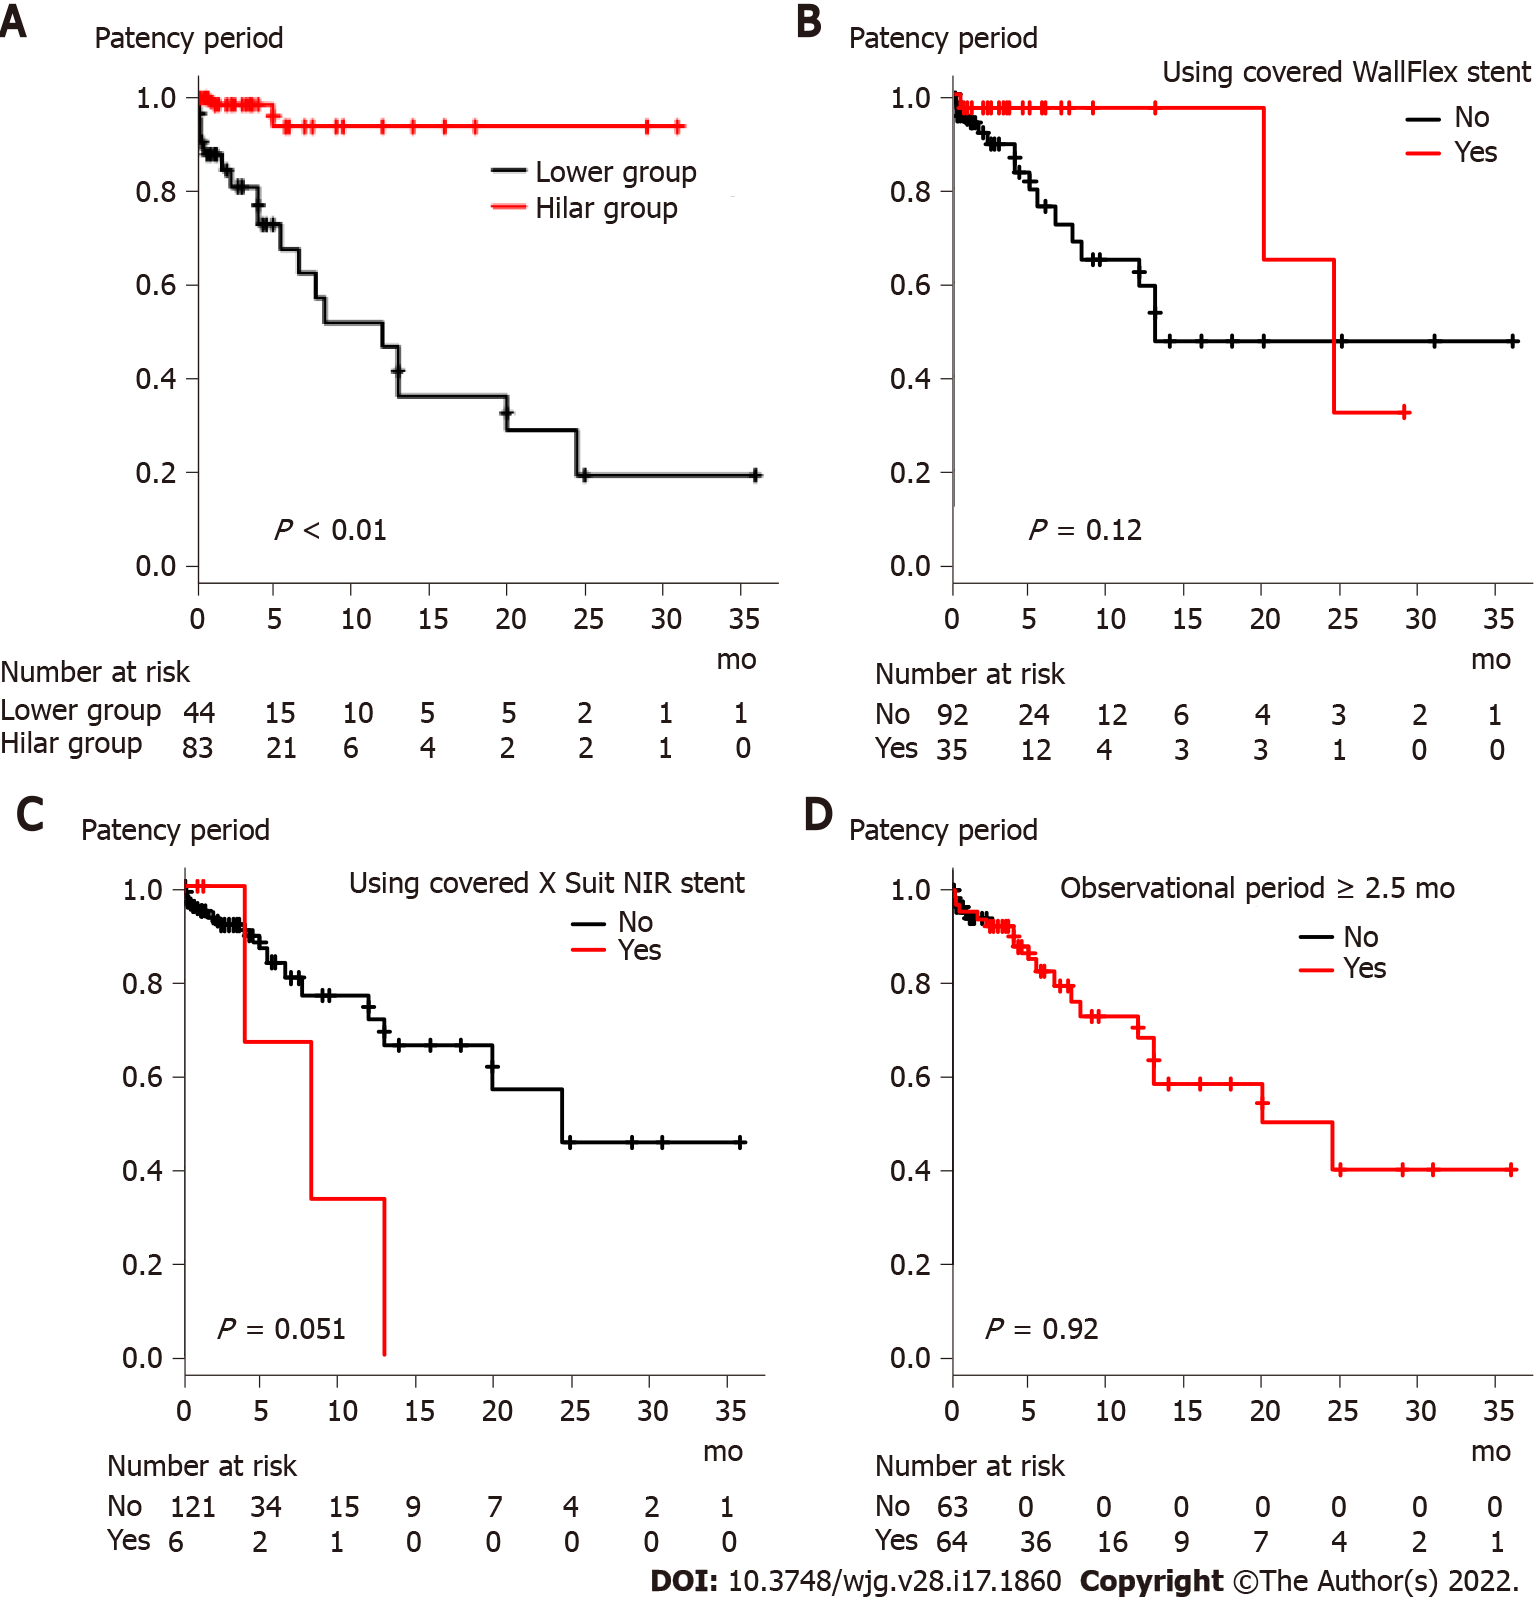 A
Patency period
1.0
0.8
0.6
0.4
0.2
0.0
Lower group
Hilar group
P < 0.01
0 5 10 15 20 25 30 35
mo
Number at risk
Lower group 44 15 10 5 5 2 1 1
Hilar group 83 21 6 4 2 2 1 0
B
Patency period
Using covered WallFlex stent
No
Yes
1.0
0.8
0.6
0.4
0.2
0.0
P = 0.12
0 5 10 15 20 25 30 35
mo
Number at risk
No 92 24 12 6 4 3 2 1
Yes 35 12 4 3 3 1 0 0
C
Patency period
Using covered X Suit NIR stent
No
Yes
1.0
0.8
0.6
0.4
0.2
0.0
P = 0.051
0 5 10 15 20 25 30 35
mo
Number at risk
No 121 34 15 9 7 4 2 1
Yes 6 2 1 0 0 0 0 0
D
Patency period
Observational period ≥ 2.5 mo
No
Yes
1.0
0.8
0.6
0.4
0.2
0.0
P = 0.92
0 5 10 15 20 25 30 35
mo
Number at risk
No 63 0 0 0 0 0 0 0
Yes 64 36 16 9 7 4 2 1
DOI: 10.3748/wjg.v28.i17.1860 Copyright ©The Author(s) 2022.